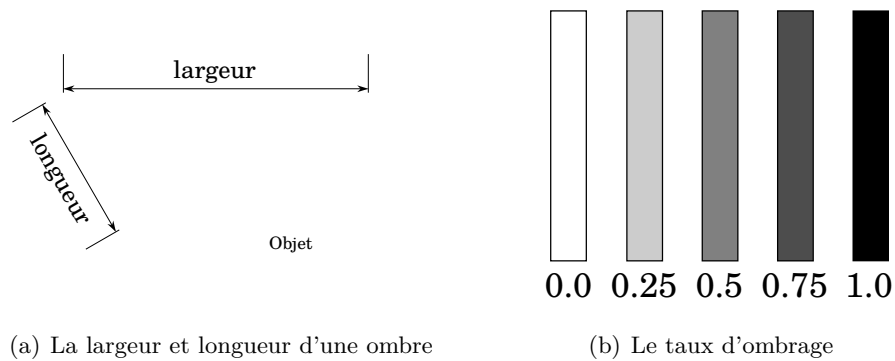 largeur
longueur
Objet
0.0 0.25 0.5 0.75 1.0
(a) La largeur et longueur d'une ombre
(b) Le taux d'ombrage